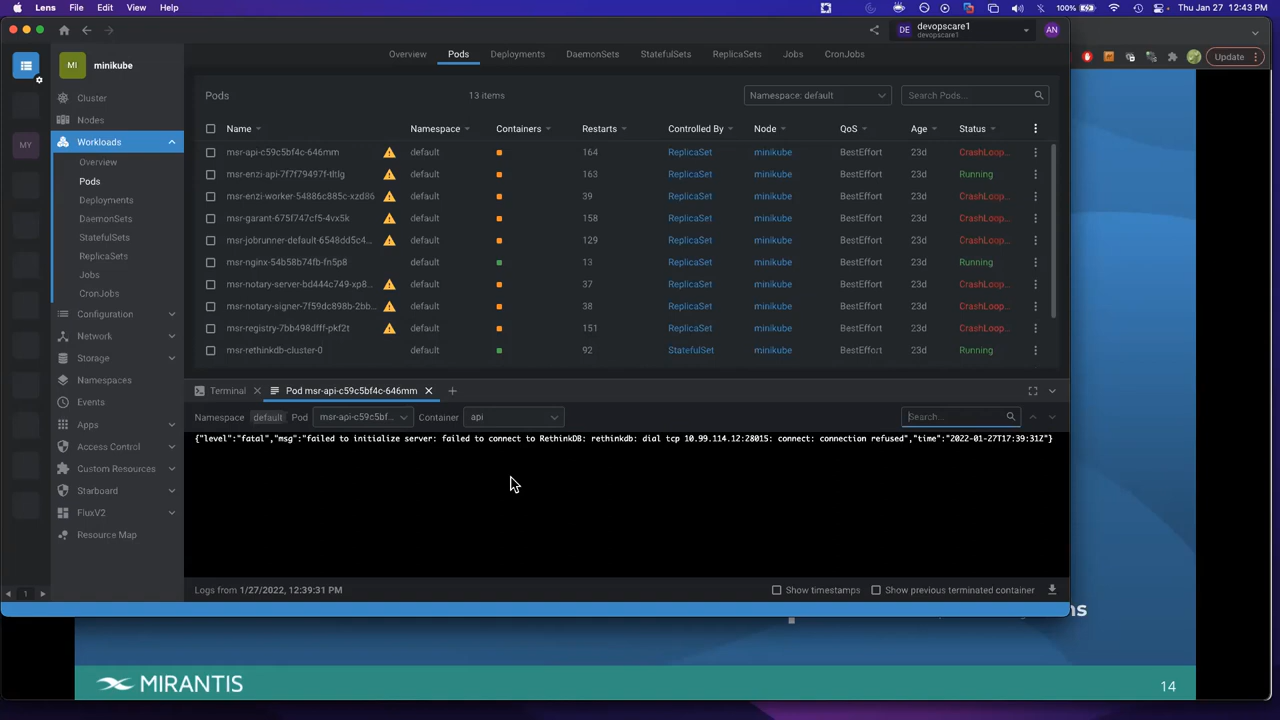 Lens File Edit View Window Help 100% Thu Jan 27 12:43 PM
DE devopscare1 AN
devopscare1
Update
MI minikube
MY
Cluster
Nodes
Workloads
Overview
Pods
Deployments
DaemonSets
StatefulSets
ReplicaSets
Jobs
CronJobs
Configuration
Network
Storage
Namespaces
Events
Apps
Access Control
Custom Resources
Starboard
FluxV2
Resource Map
1
Overview Pods Deployments DaemonSets StatefulSets ReplicaSets Jobs CronJobs
Pods 13 items Namespace: default Search Pods...
Name Namespace Containers Restarts Controlled By Node QoS Age Status
msr-api-c59c5bf4c-646mm default 164 ReplicaSet minikube BestEffort 23d CrashLoop...
msr-enzi-api-7f7f79497f-tltlg default 163 ReplicaSet minikube BestEffort 23d Running
msr-enzi-worker-54886c885c-xzd86 default 39 ReplicaSet minikube BestEffort 23d CrashLoop...
msr-garant-675f747cf5-4vx5k default 158 ReplicaSet minikube BestEffort 23d CrashLoop...
msr-jobrunner-default-6548dd5c4... default 129 ReplicaSet minikube BestEffort 23d CrashLoop...
msr-nginx-54b58b74fb-fn5p8 default 13 ReplicaSet minikube BestEffort 23d Running
msr-notary-server-bd444c749-xp8... default 37 ReplicaSet minikube BestEffort 23d CrashLoop...
msr-notary-signer-7f59dc898b-2bb... default 38 ReplicaSet minikube BestEffort 23d CrashLoop...
msr-registry-7bb498dfff-pkf2t default 151 ReplicaSet minikube BestEffort 23d CrashLoop...
msr-rethinkdb-cluster-0 default 92 StatefulSet minikube BestEffort 23d Running
Terminal Pod msr-api-c59c5bf4c-646mm
Namespace default Pod msr-api-c59c5bf... Container api Search...
{"level":"fatal","msg":"failed to initialize server: failed to connect to RethinkDB: rethinkdb: dial tcp 10.99.114.12:28015: connect: connection refused","time":"2022-01-27T17:39:31Z"}
Logs from 1/27/2022, 12:39:31 PM Show timestamps Show previous terminated container
ns
MIRANTIS 14